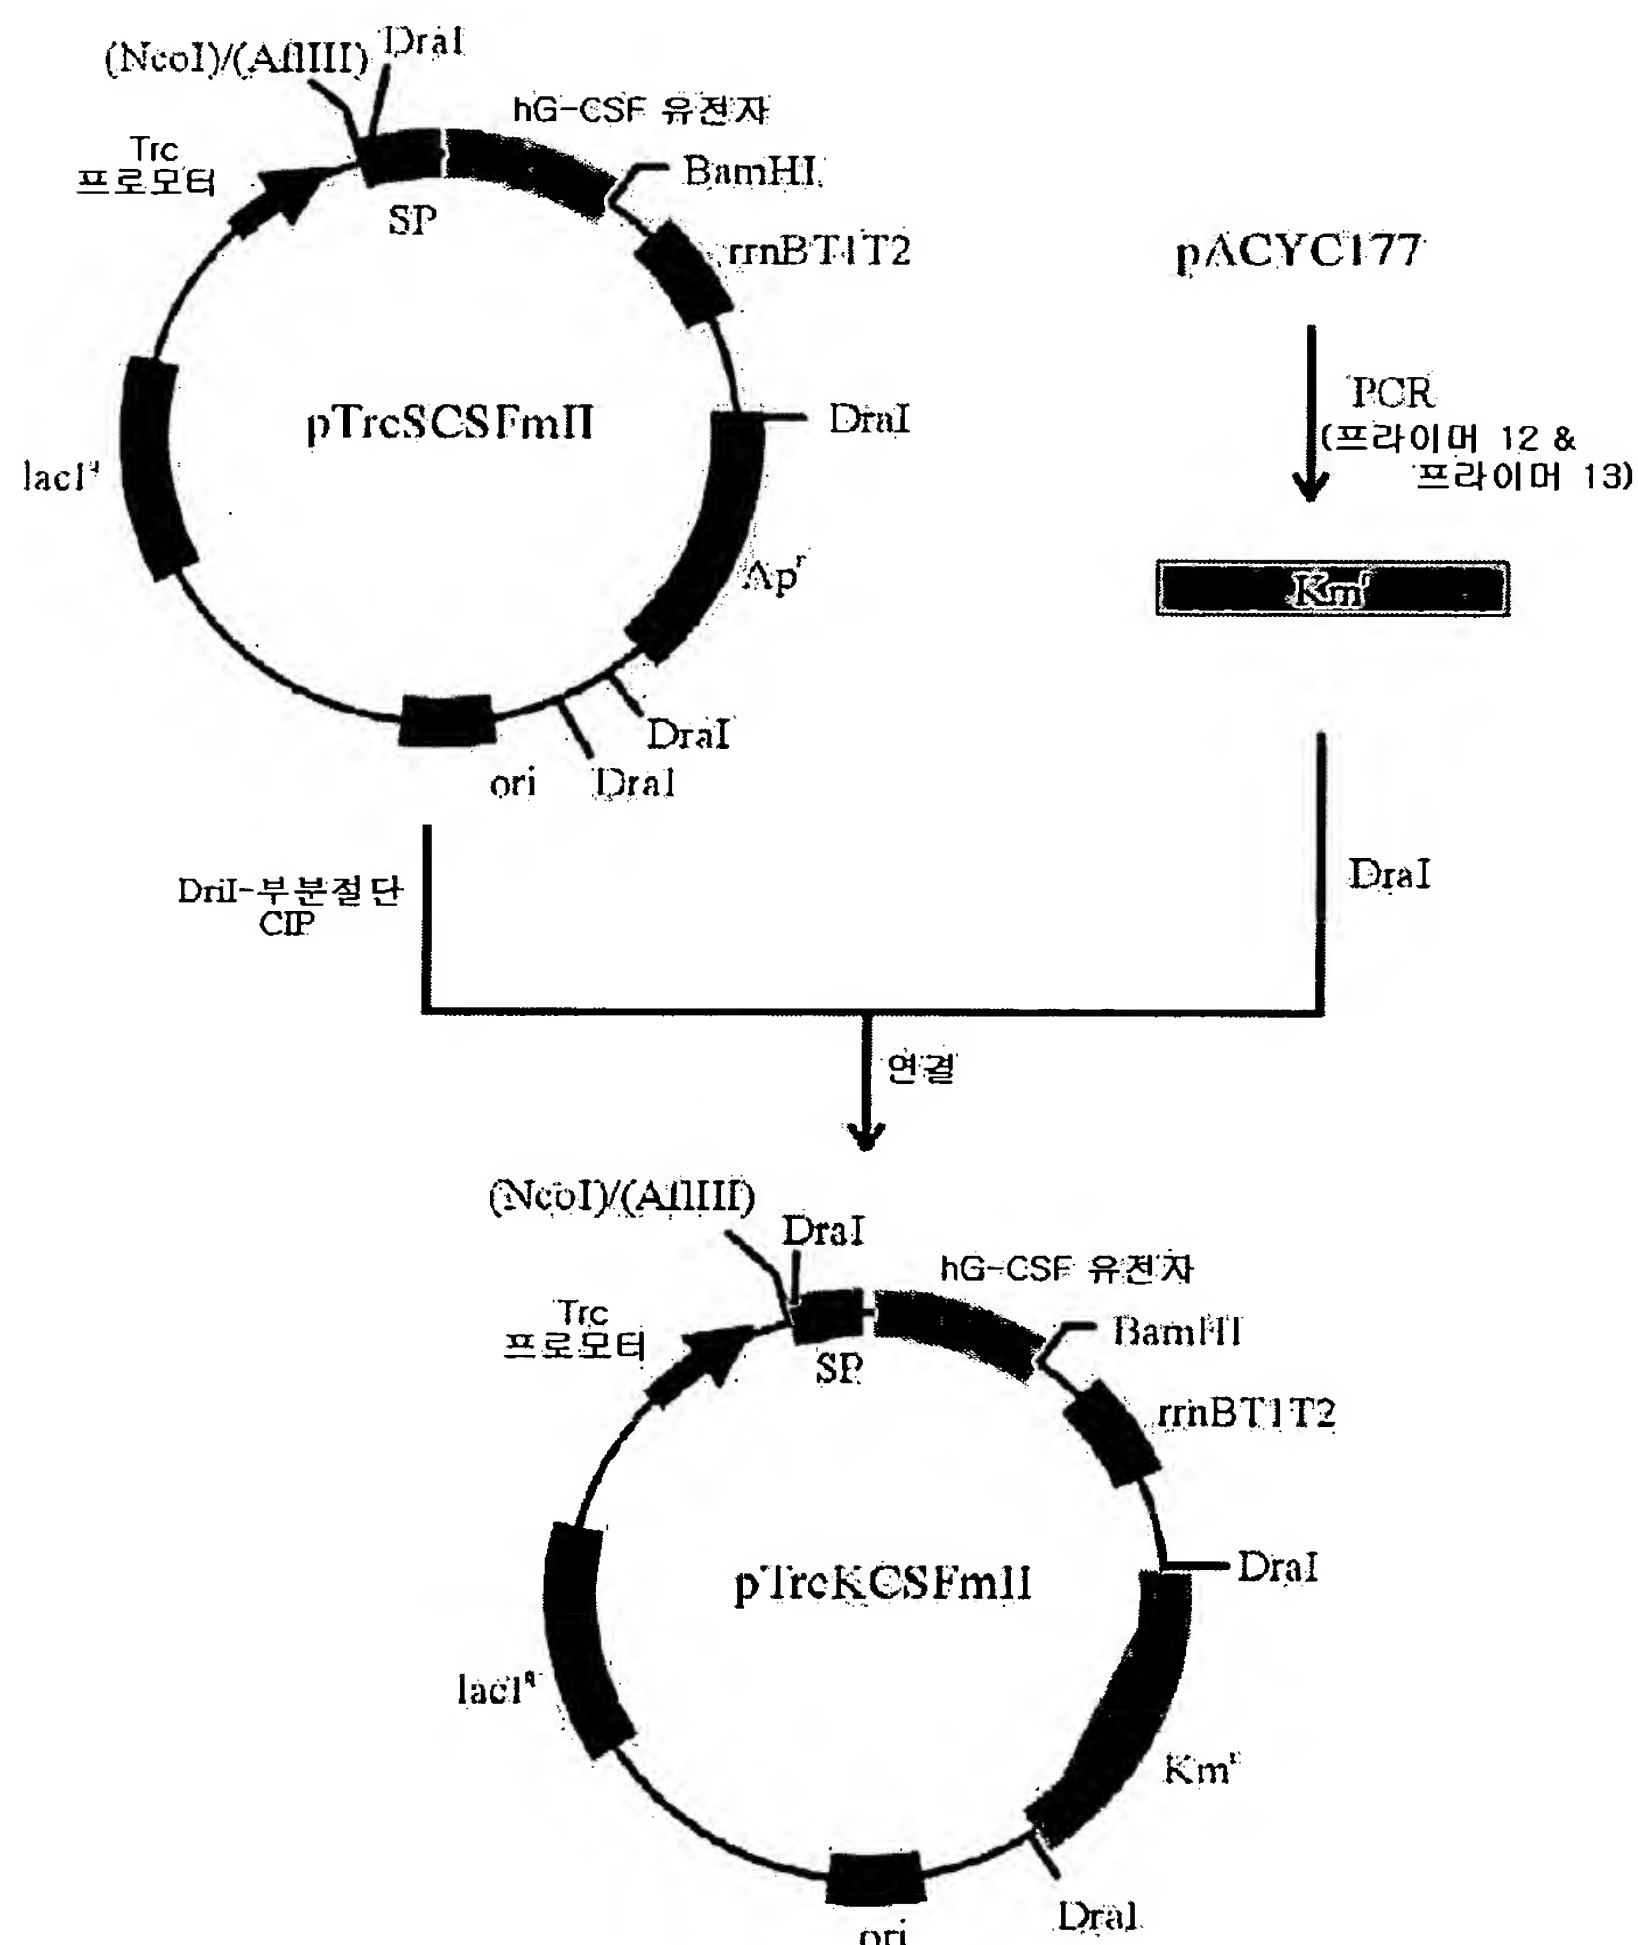 (NcoI)/(AflIII)
DraI
hG-CSF 유전자
Trc
프로모터
BamHI
SP
rrnBT1T2
pACYC177
pTrcSCSFmII
DraI
PCR
(프라이머 12 &
프라이머 13)
lacI^q
Ap^r
Km^r
DraI
ori
DraI
DriI-부분절단
CIP
DraI
연결
(NcoI)/(AflIII)
DraI
hG-CSF 유전자
Trc
프로모터
BamHI
SP
rrnBT1T2
DraI
pTrcKCSFmII
lacI^q
Km^r
DraI
ori